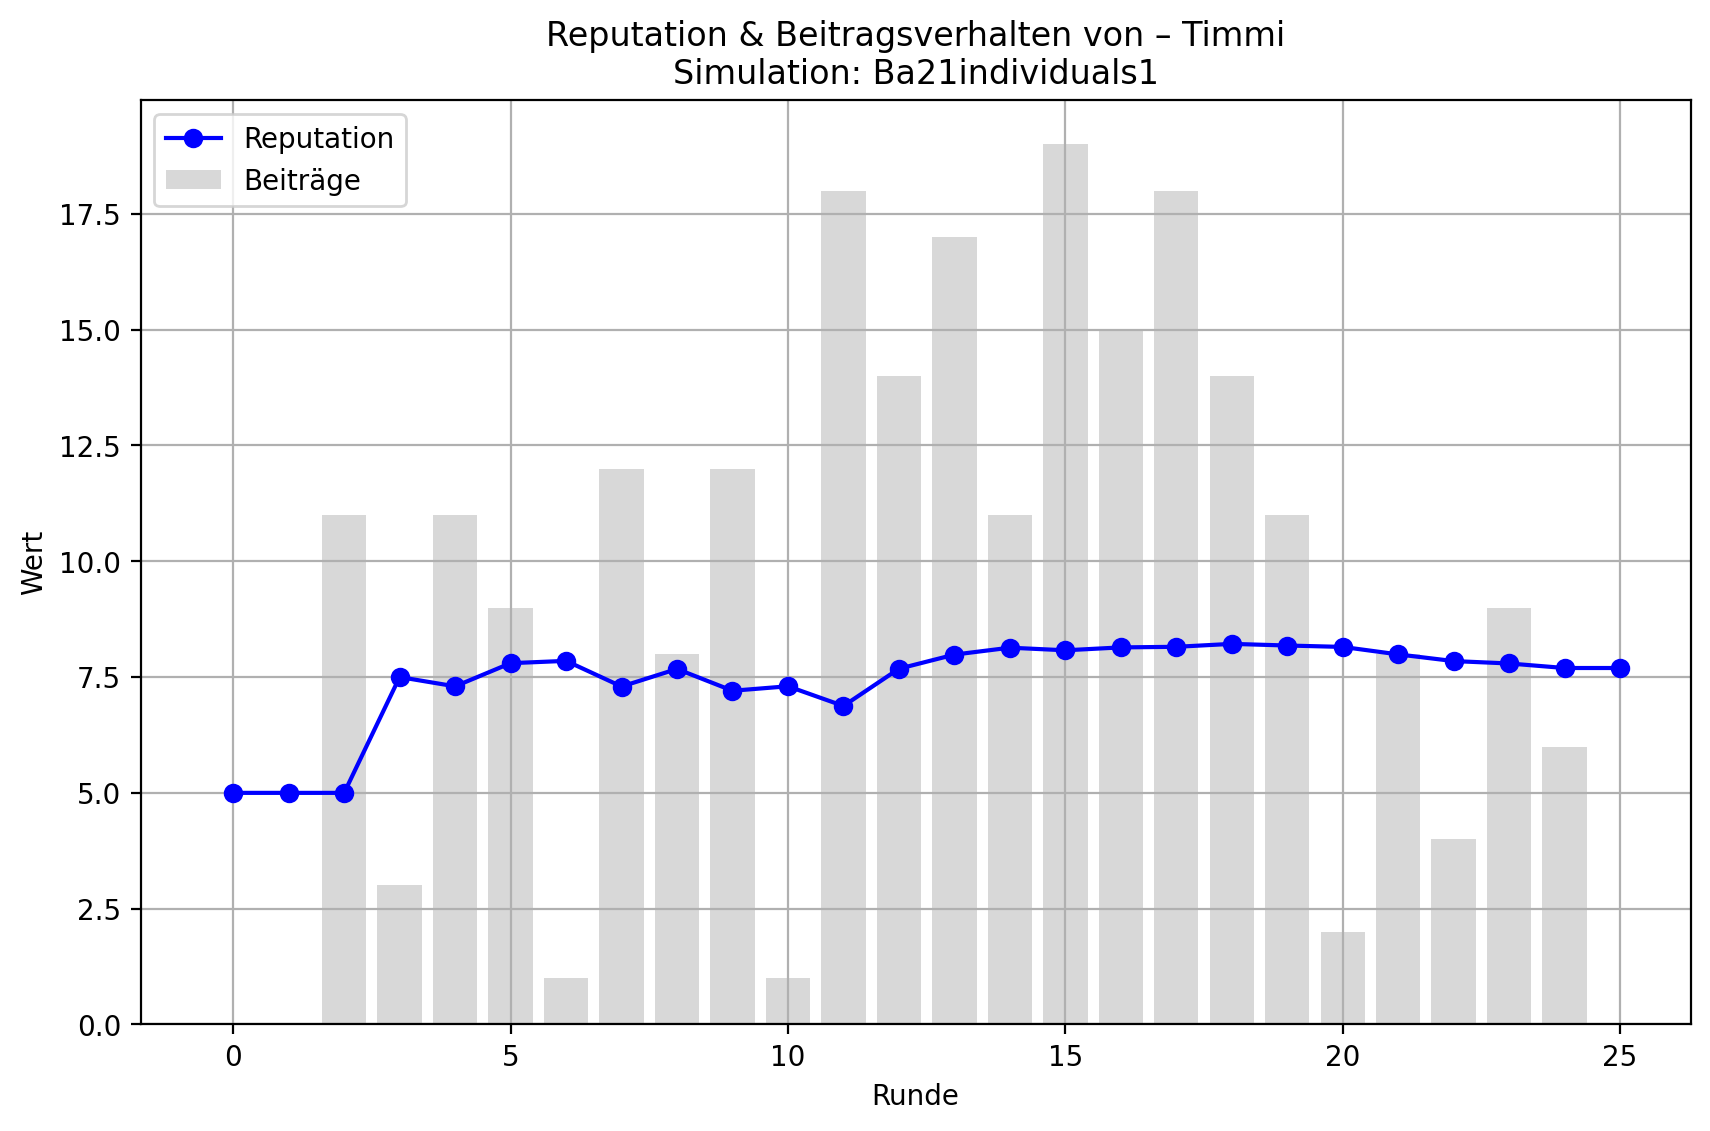 Reputation & Beitragsverhalten von – Timmi
Simulation: Ba21individuals1
Reputation
Beiträge
17.5
15.0
12.5
10.0
7.5
5.0
2.5
0.0
Wert
0 5 10 15 20 25
Runde